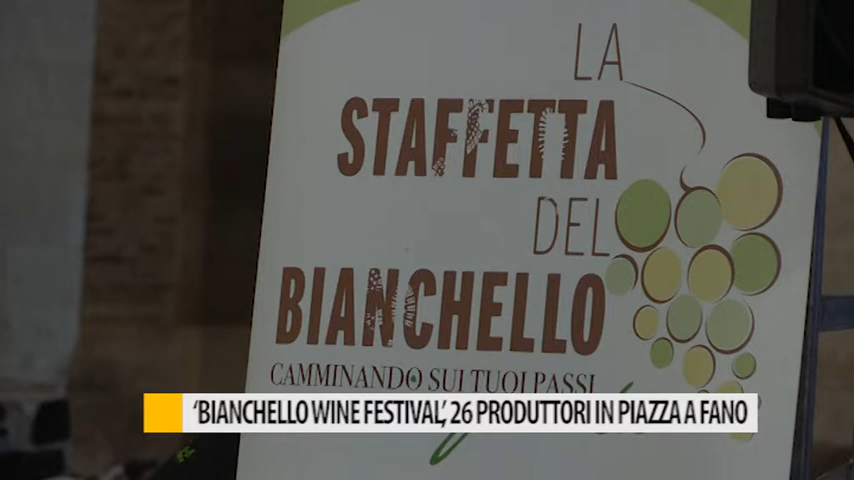 LA
STAFFETTA
DEL
BIANCHELLO
CAMMINANDO SUI TUOI PASSI
‘BIANCHELLO WINE FESTIVAL’, 26 PRODUTTORI IN PIAZZA A FANO